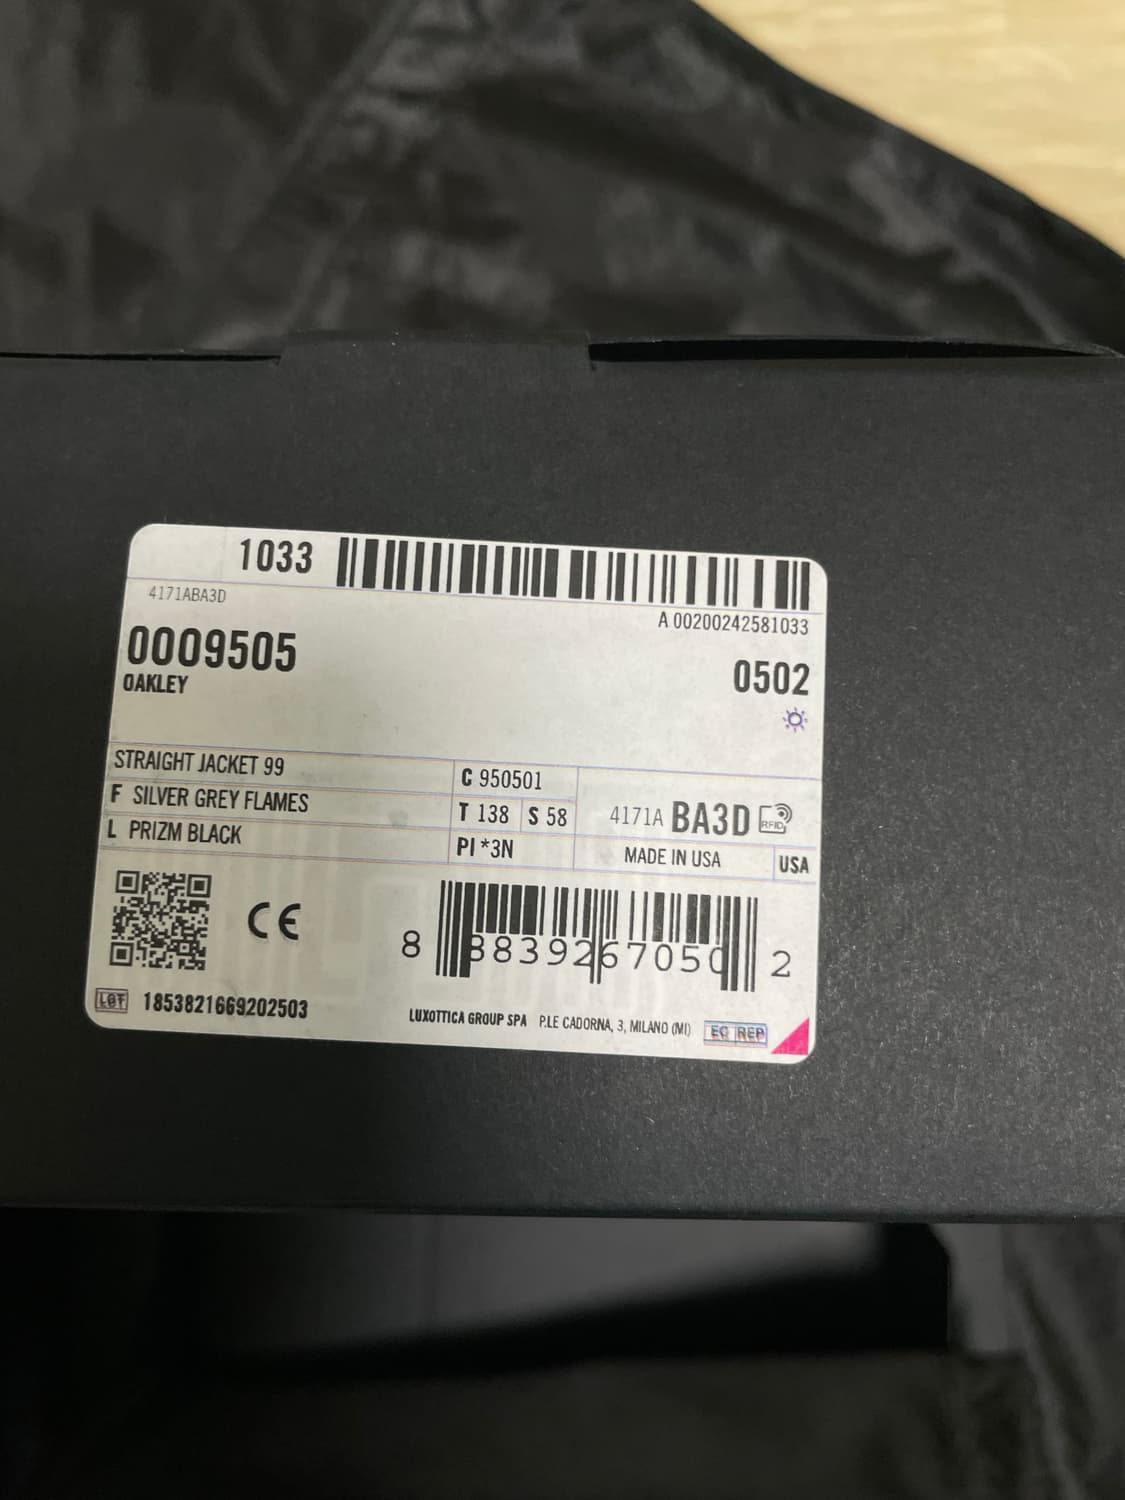 1033
4171ABA3D
A 00200242581033
0009505
0502
OAKLEY
STRAIGHT JACKET 99
C 950501
F SILVER GREY FLAMES
T 138 S 58
4171A BA3D RFID
L PRIZM BLACK
PI *3N
MADE IN USA
USA
CE
8 8839267050 2
LOT 1853821669202503
LUXOTTICA GROUP SPA P.LE CADORNA, 3, MILANO (MI) EC REP